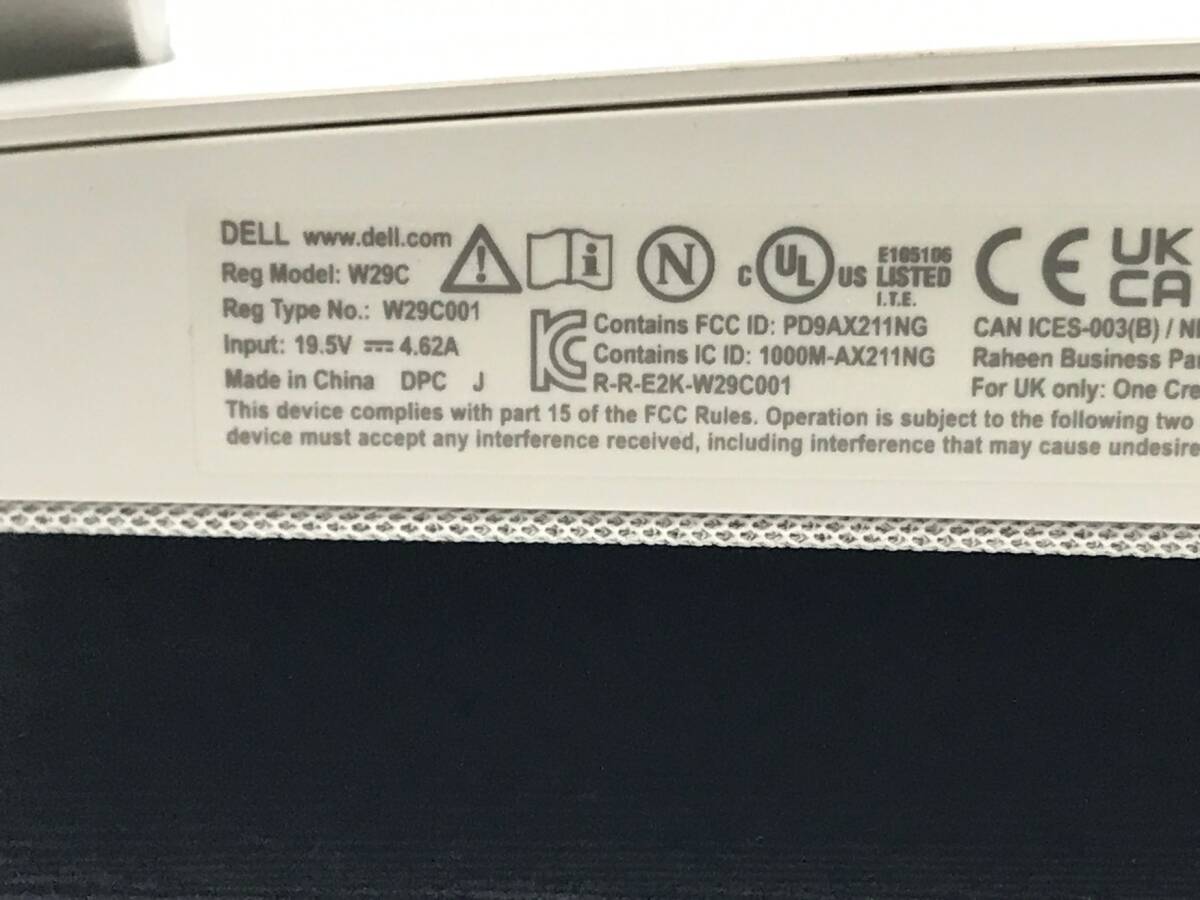 DELL www.dell.com
Reg Model: W29C
Reg Type No.: W29C001
Input: 19.5V ⎓ 4.62A
Made in China DPC J
N
c UL US E165106 LISTED I.T.E.
CE UK CA
Contains FCC ID: PD9AX211NG
Contains IC ID: 1000M-AX211NG
R-R-E2K-W29C001
CAN ICES-003(B) /
Raheen Business
For UK only: One
This device complies with part 15 of the FCC Rules. Operation is subject to the following two
device must accept any interference received, including interference that may cause